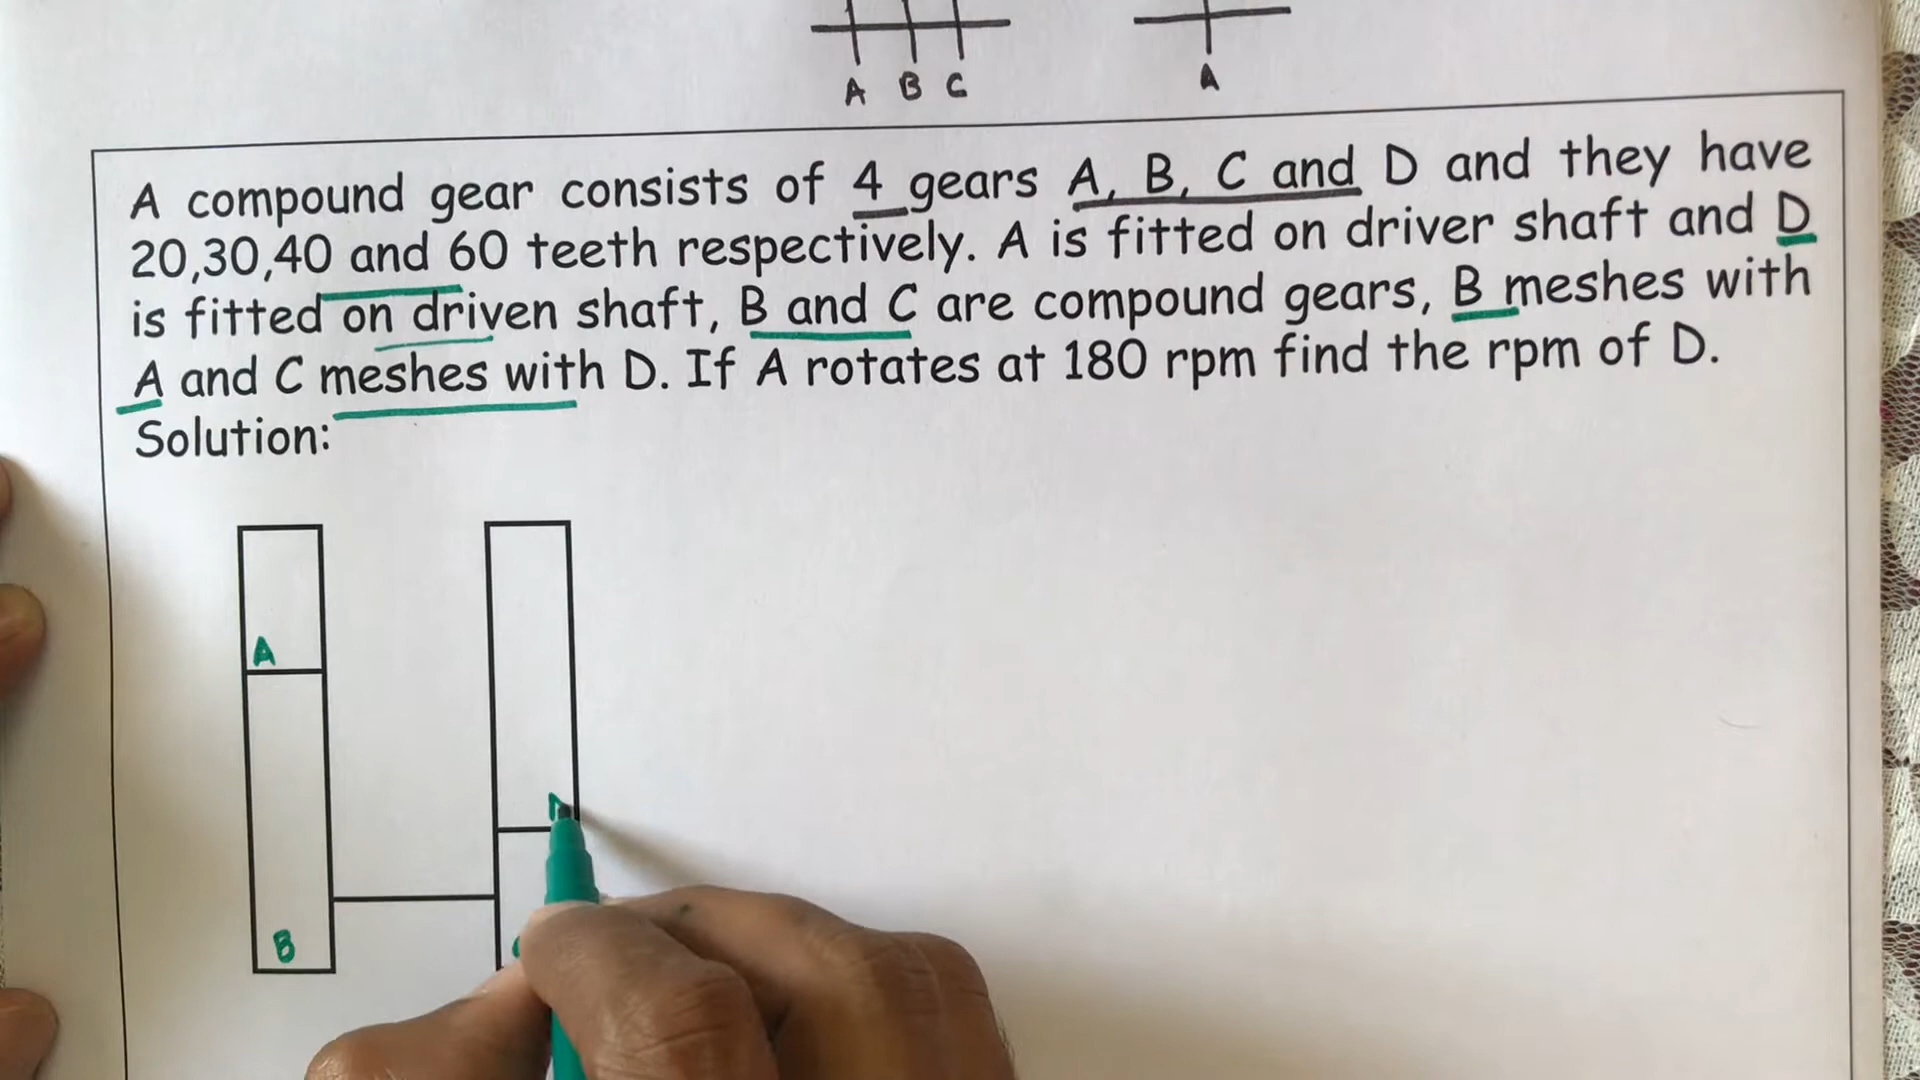 A B C
A
A compound gear consists of 4 gears A, B, C and D and they have
20,30,40 and 60 teeth respectively. A is fitted on driver shaft and D
is fitted on driven shaft, B and C are compound gears, B meshes with
A and C meshes with D. If A rotates at 180 rpm find the rpm of D.
Solution:
A
B